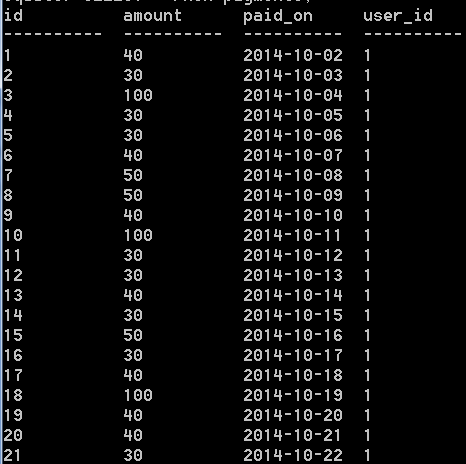 id amount paid_on user_id
---------- ---------- ---------- ----------
1 40 2014-10-02 1
2 30 2014-10-03 1
3 100 2014-10-04 1
4 30 2014-10-05 1
5 30 2014-10-06 1
6 40 2014-10-07 1
7 50 2014-10-08 1
8 50 2014-10-09 1
9 40 2014-10-10 1
10 100 2014-10-11 1
11 30 2014-10-12 1
12 30 2014-10-13 1
13 40 2014-10-14 1
14 30 2014-10-15 1
15 50 2014-10-16 1
16 30 2014-10-17 1
17 40 2014-10-18 1
18 100 2014-10-19 1
19 40 2014-10-20 1
20 40 2014-10-21 1
21 30 2014-10-22 1